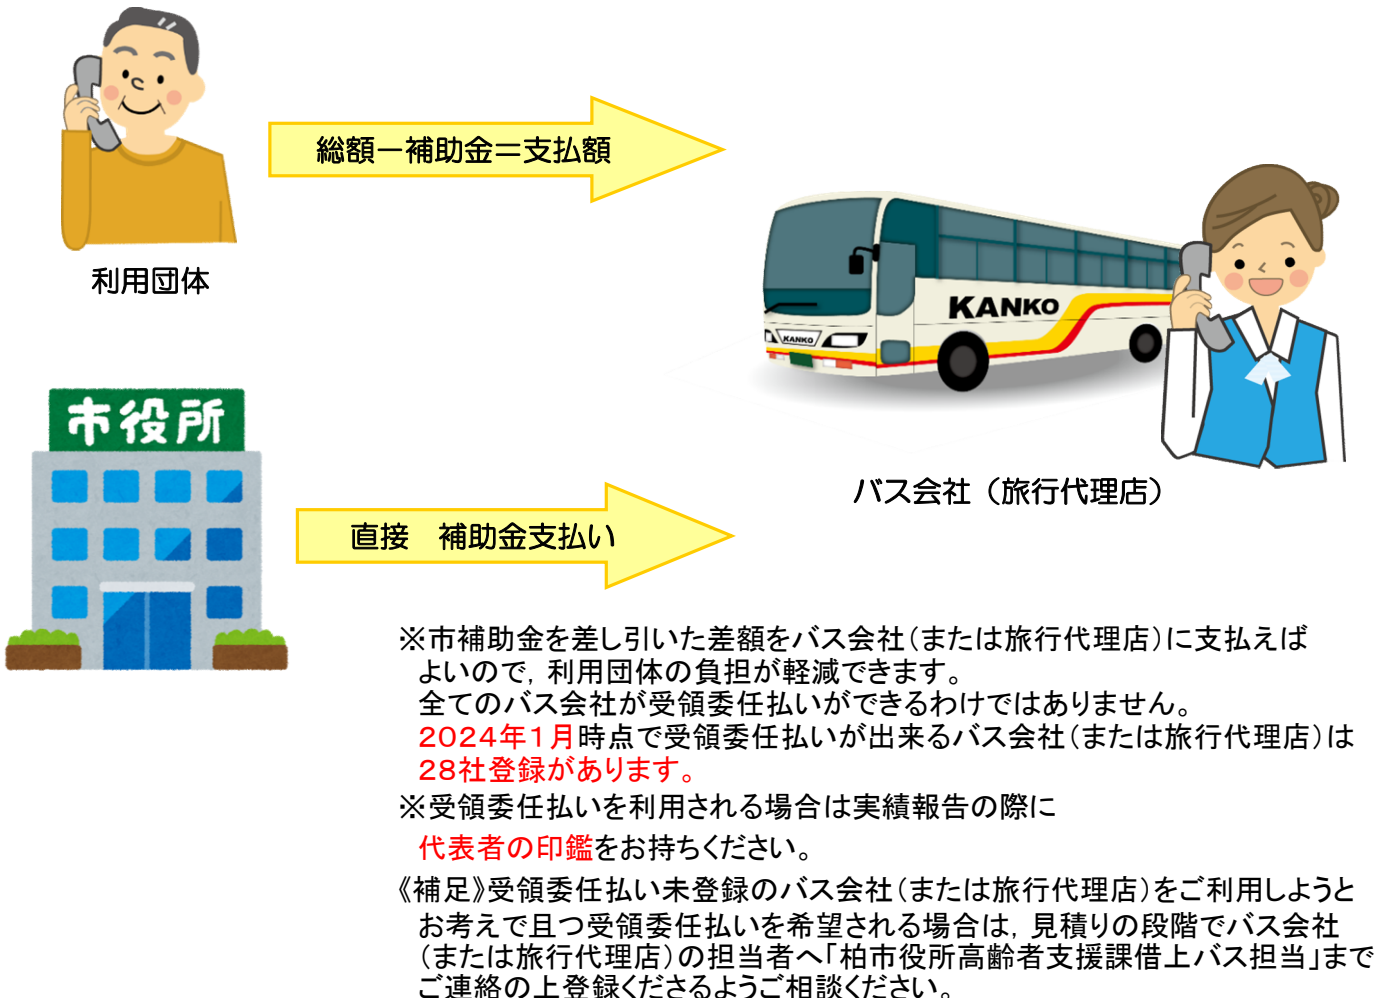 総額－補助金＝支払額
利用団体
KANKO
KANKO
市役所
バス会社（旅行代理店）
直接　補助金支払い
※市補助金を差し引いた差額をバス会社（または旅行代理店）に支払えば
よいので，利用団体の負担が軽減できます。
全てのバス会社が受領委任払いができるわけではありません。
２０２４年１月時点で受領委任払いが出来るバス会社（または旅行代理店）は
２８社登録があります。
※受領委任払いを利用される場合は実績報告の際に
代表者の印鑑をお持ちください。
《補足》受領委任払い未登録のバス会社（または旅行代理店）をご利用しようと
お考えで且つ受領委任払いを希望される場合は，見積りの段階でバス会社
（または旅行代理店）の担当者へ「柏市役所高齢者支援課借上バス担当」まで
ご連絡の上登録くださるようご相談ください。